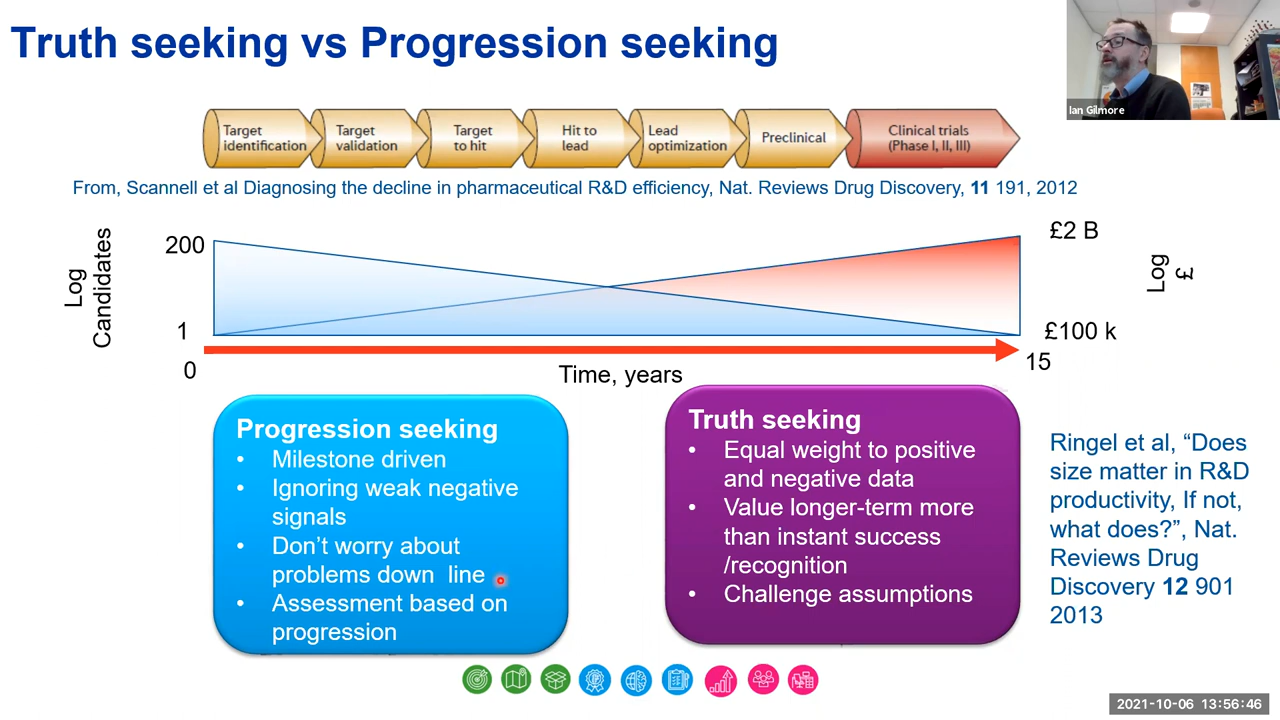 Truth seeking vs Progression seeking
Ian Gilmore
Target
identification
Target
validation
Target
to hit
Hit to
lead
Lead
optimization
Preclinical
Clinical trials
(Phase I, II, III)
From, Scannell et al Diagnosing the decline in pharmaceutical R&D efficiency, Nat. Reviews Drug Discovery, 11 191, 2012
Log
Candidates
200
1
£2 B
£100 k
Log
£
0
Time, years
15
Progression seeking
• Milestone driven
• Ignoring weak negative
signals
• Don’t worry about
problems down line
• Assessment based on
progression
Truth seeking
• Equal weight to positive
and negative data
• Value longer-term more
than instant success
/recognition
• Challenge assumptions
Ringel et al, “Does
size matter in R&D
productivity, If not,
what does?”, Nat.
Reviews Drug
Discovery 12 901
2013
2021-10-06 13:56:46